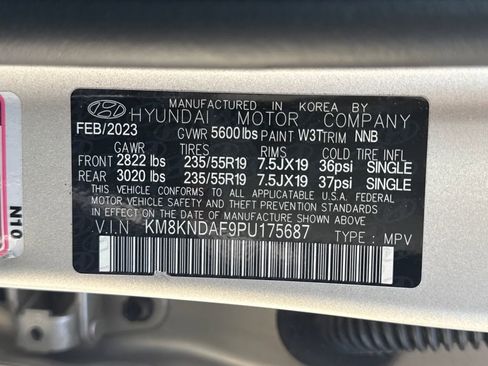 MANUFACTURED IN KOREA BY
HYUNDAI MOTOR COMPANY
FEB/2023 GVWR 5600lbs PAINT W3T TRIM NNB
GAWR TIRES RIMS COLD TIRE INFL
FRONT 2822 lbs 235/55R19 7.5JX19 36psi SINGLE
REAR 3020 lbs 235/55R19 7.5JX19 37psi SINGLE
THIS VEHICLE CONFORMS TO ALL APPLICABLE U.S.A. FEDERAL
MOTOR VEHICLE SAFETY AND THEFT PREVENTION STANDARDS
IN EFFECT ON THE DATE OF MANUFACTURE SHOWN ABOVE.
V.I.N KM8KNDAF9PU175687 TYPE : MPV
N10